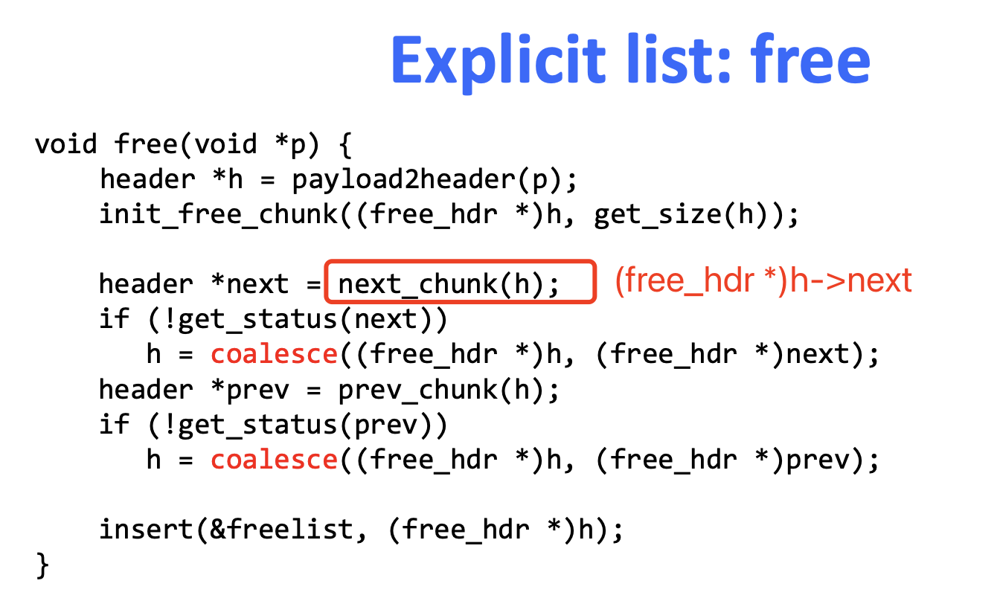 Explicit list: free
void free(void *p) {
header *h = payload2header(p);
init_free_chunk((free_hdr *)h, get_size(h));
header *next = next_chunk(h); (free_hdr *)h->next
if (!get_status(next))
h = coalesce((free_hdr *)h, (free_hdr *)next);
header *prev = prev_chunk(h);
if (!get_status(prev))
h = coalesce((free_hdr *)h, (free_hdr *)prev);
insert(&freelist, (free_hdr *)h);
}